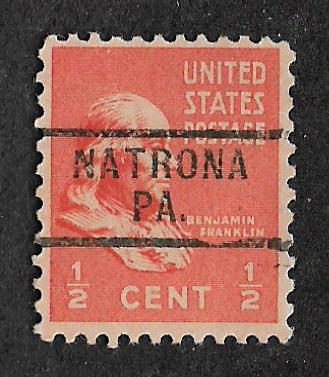 UNITED
STATES
POSTAGE
NATRONA
PA.
BENJAMIN
FRANKLIN
1/2 CENT 1/2